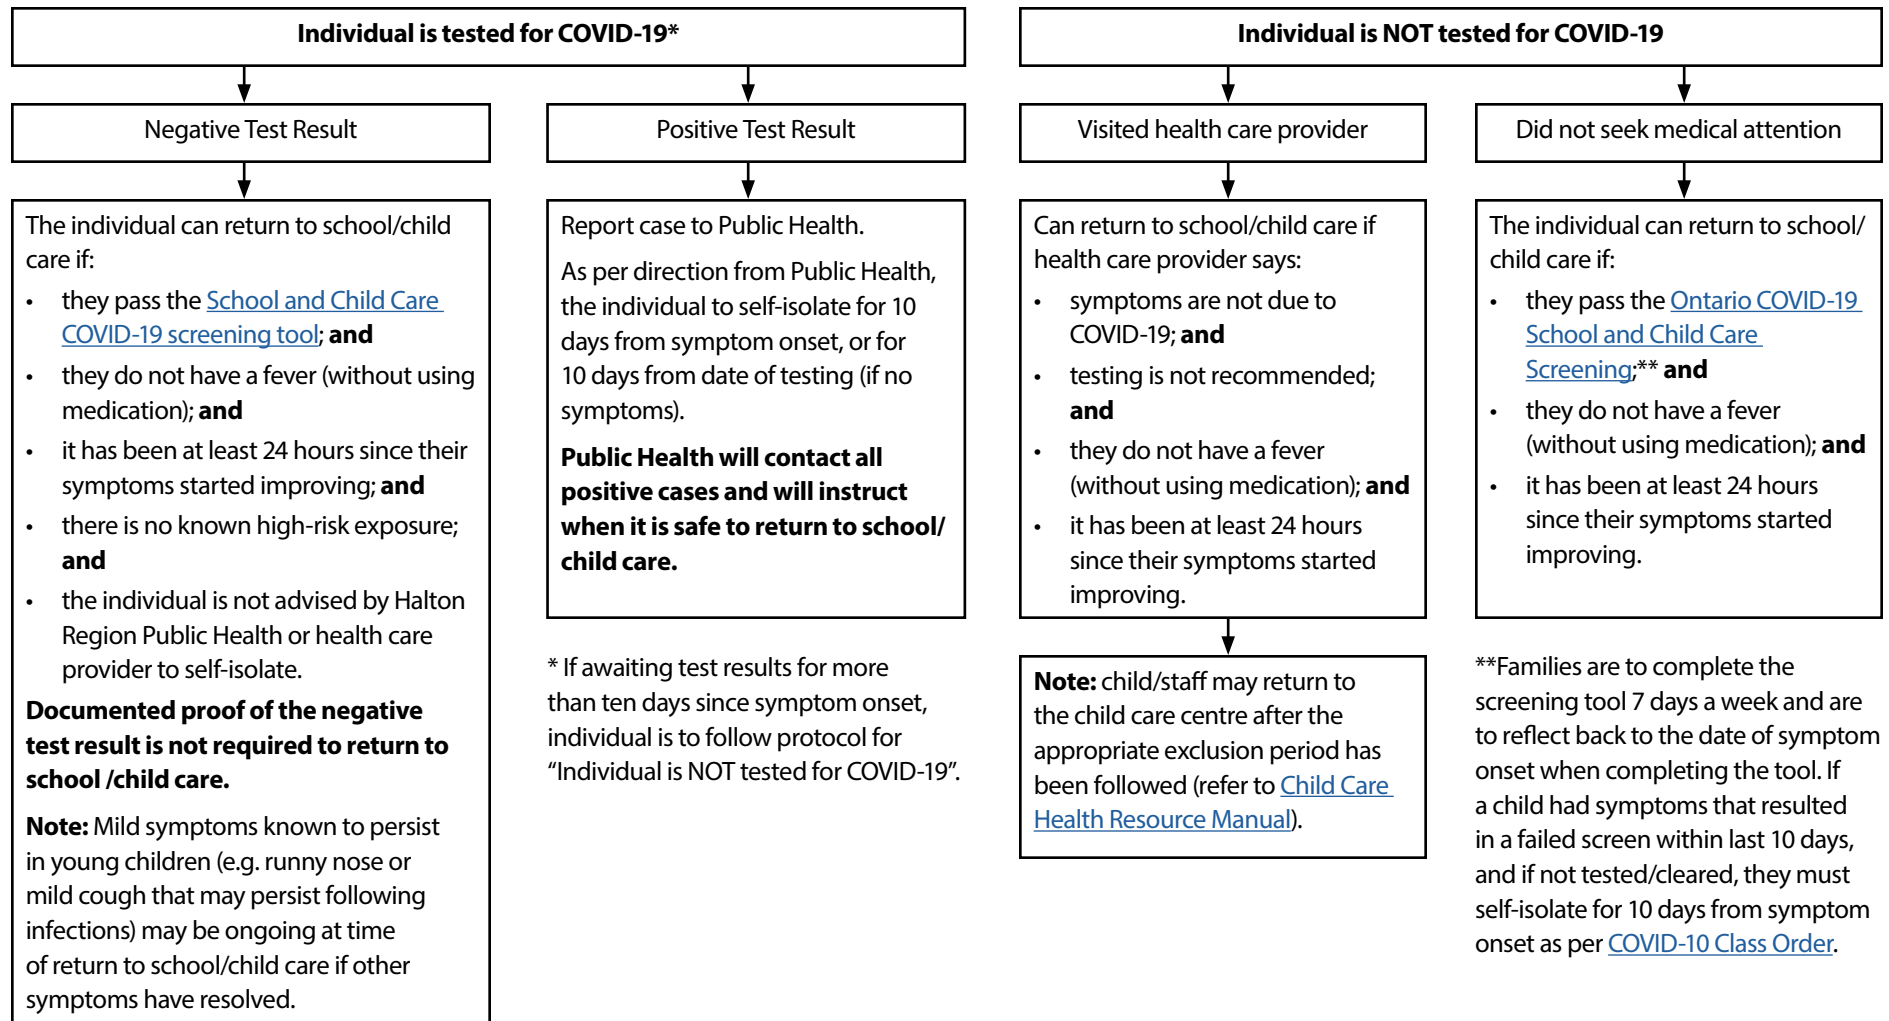 Individual is tested for COVID-19*
Negative Test Result
The individual can return to school/child
care if:
• they pass the School and Child Care
COVID-19 screening tool; and
• they do not have a fever (without using
medication); and
• it has been at least 24 hours since their
symptoms started improving; and
• there is no known high-risk exposure;
and
• the individual is not advised by Halton
Region Public Health or health care
provider to self-isolate.
Documented proof of the negative
test result is not required to return to
school /child care.
Note: Mild symptoms known to persist
in young children (e.g. runny nose or
mild cough that may persist following
infections) may be ongoing at time
of return to school/child care if other
symptoms have resolved.
Positive Test Result
Report case to Public Health.
As per direction from Public Health,
the individual to self-isolate for 10
days from symptom onset, or for
10 days from date of testing (if no
symptoms).
Public Health will contact all
positive cases and will instruct
when it is safe to return to school/
child care.
* If awaiting test results for more
than ten days since symptom onset,
individual is to follow protocol for
“Individual is NOT tested for COVID-19”.
Individual is NOT tested for COVID-19
Visited health care provider
Can return to school/child care if
health care provider says:
• symptoms are not due to
COVID-19; and
• testing is not recommended;
and
• they do not have a fever
(without using medication); and
• it has been at least 24 hours
since their symptoms started
improving.
Note: child/staff may return to
the child care centre after the
appropriate exclusion period has
been followed (refer to Child Care
Health Resource Manual).
Did not seek medical attention
The individual can return to school/
child care if:
• they pass the Ontario COVID-19
School and Child Care
Screening;** and
• they do not have a fever
(without using medication); and
• it has been at least 24 hours
since their symptoms started
improving.
**Families are to complete the
screening tool 7 days a week and are
to reflect back to the date of symptom
onset when completing the tool. If
a child had symptoms that resulted
in a failed screen within last 10 days,
and if not tested/cleared, they must
self-isolate for 10 days from symptom
onset as per COVID-10 Class Order.